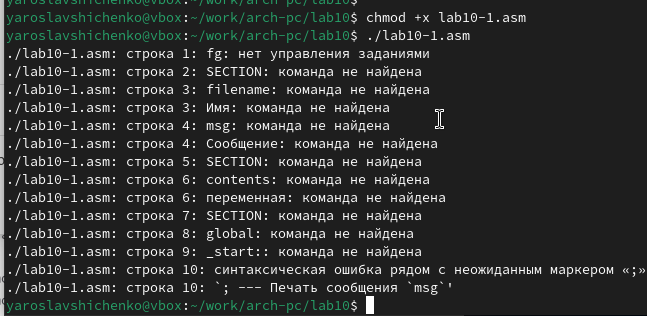 yaroslavshichenko@vbox:~/work/arch-pc/lab10$
yaroslavshichenko@vbox:~/work/arch-pc/lab10$ chmod +x lab10-1.asm
yaroslavshichenko@vbox:~/work/arch-pc/lab10$ ./lab10-1.asm
./lab10-1.asm: строка 1: fg: нет управления заданиями
./lab10-1.asm: строка 2: SECTION: команда не найдена
./lab10-1.asm: строка 3: filename: команда не найдена
./lab10-1.asm: строка 3: Имя: команда не найдена
./lab10-1.asm: строка 4: msg: команда не найдена
./lab10-1.asm: строка 4: Сообщение: команда не найдена
./lab10-1.asm: строка 5: SECTION: команда не найдена
./lab10-1.asm: строка 6: contents: команда не найдена
./lab10-1.asm: строка 6: переменная: команда не найдена
./lab10-1.asm: строка 7: SECTION: команда не найдена
./lab10-1.asm: строка 8: global: команда не найдена
./lab10-1.asm: строка 9: _start:: команда не найдена
./lab10-1.asm: строка 10: синтаксическая ошибка рядом с неожиданным маркером «;»
./lab10-1.asm: строка 10: `; --- Печать сообщения `msg`'
yaroslavshichenko@vbox:~/work/arch-pc/lab10$